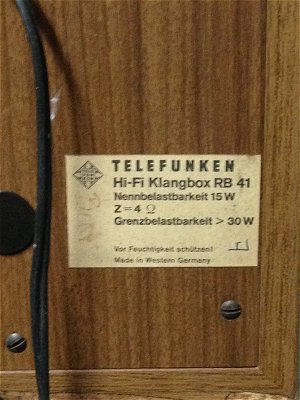 TELEFUNKEN
Hi-Fi Klangbox RB 41
Nennbelastbarkeit 15 W
Z = 4 Ω
Grenzbelastbarkeit > 30 W
Vor Feuchtigkeit schützen!
Made in Western Germany